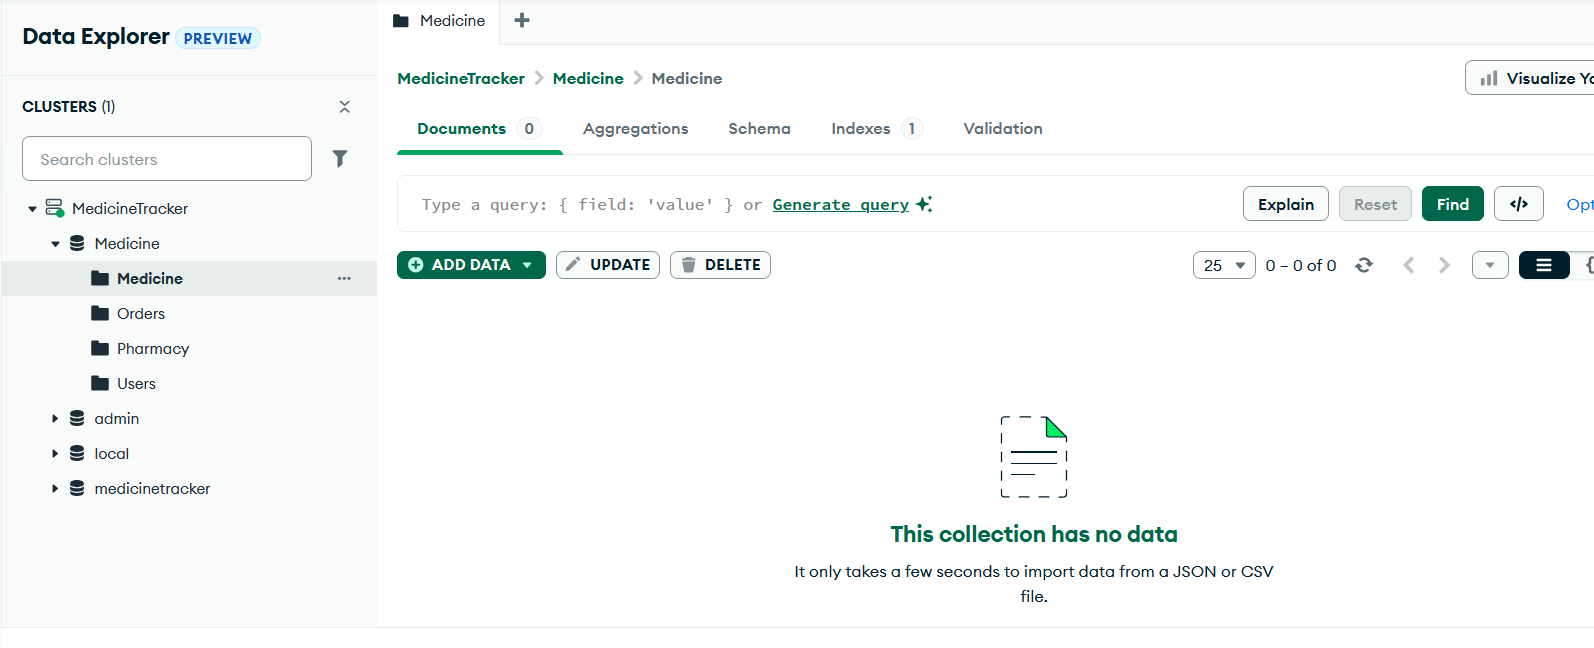 Data Explorer PREVIEW
CLUSTERS (1)
Search clusters
MedicineTracker
Medicine
Medicine
Orders
Pharmacy
Users
admin
local
medicinetracker
Medicine
MedicineTracker > Medicine > Medicine
Visualize Yo
Documents 0 Aggregations Schema Indexes 1 Validation
Type a query: { field: 'value' } or Generate query Explain Reset Find </> Opt
ADD DATA UPDATE DELETE 25 0 – 0 of 0 {
This collection has no data
It only takes a few seconds to import data from a JSON or CSV
file.